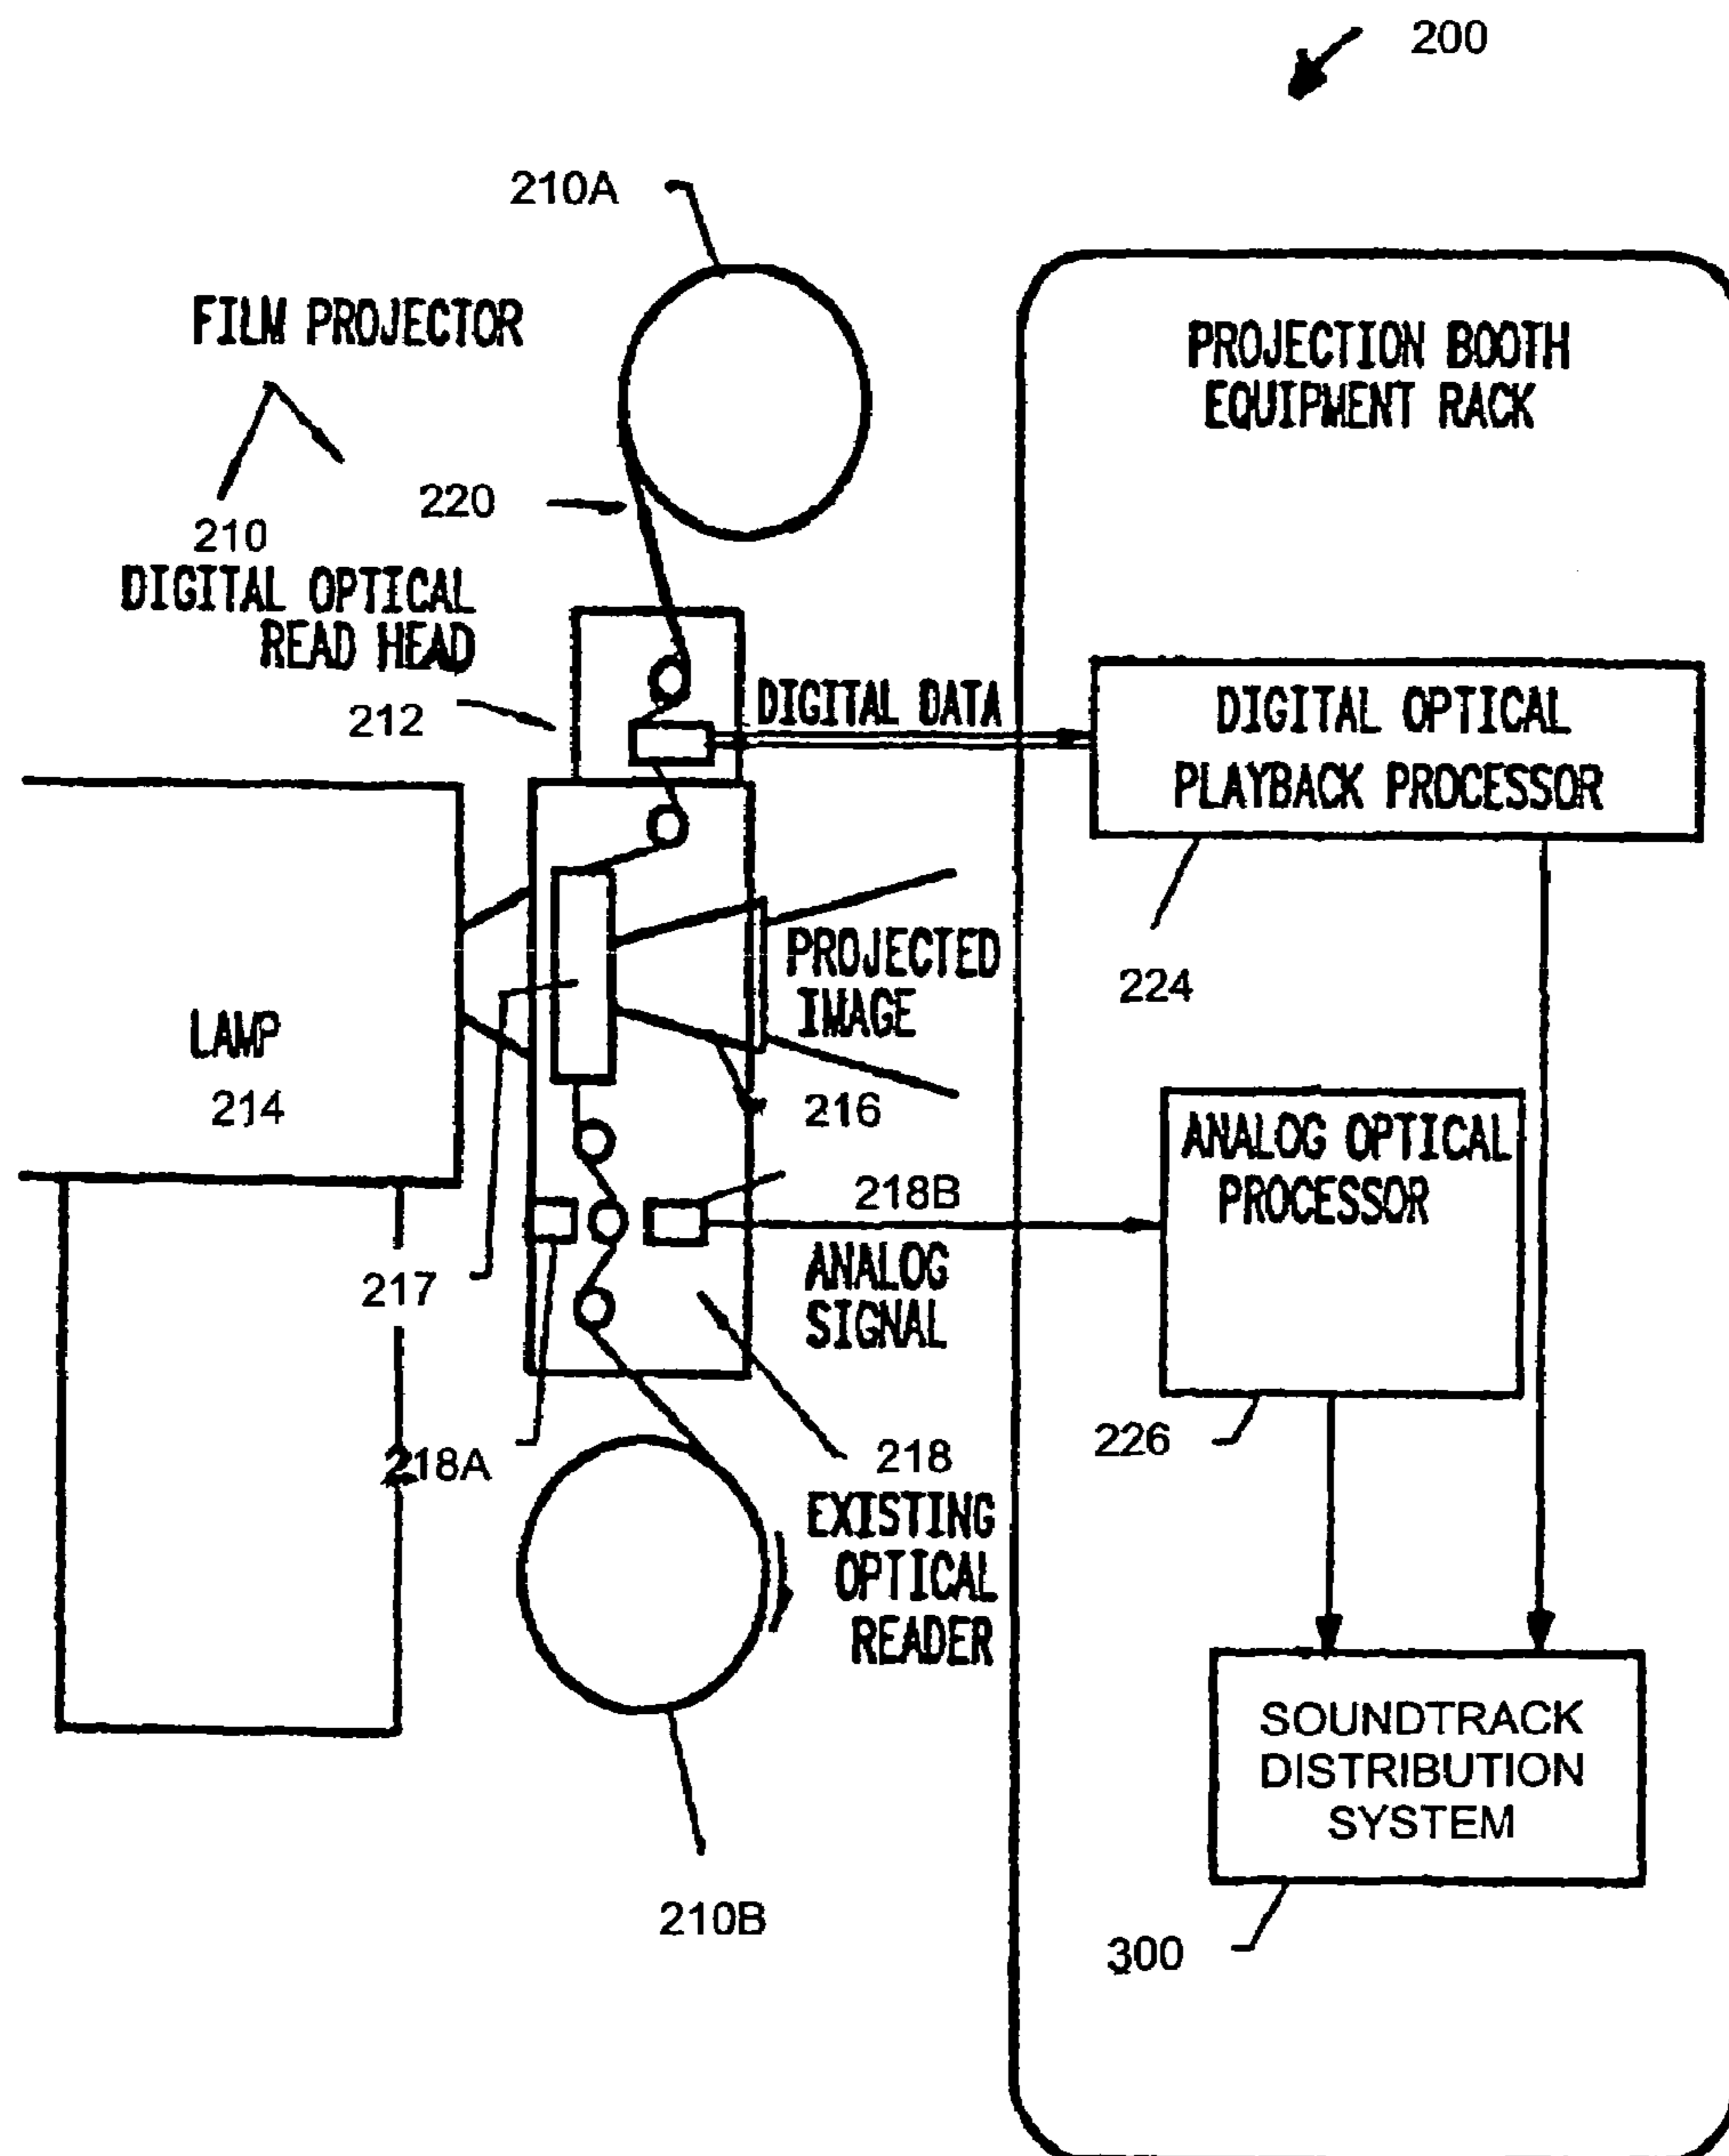 200
210A
FILM PROJECTOR
PROJECTION BOOTH
EQUIPMENT RACK
220
210
DIGITAL OPTICAL
READ HEAD
212
DIGITAL DATA
DIGITAL OPTICAL
PLAYBACK PROCESSOR
224
PROJECTED
IMAGE
LAMP
214
216
ANALOG OPTICAL
PROCESSOR
218B
217
ANALOG
SIGNAL
226
218A
218
EXISTING
OPTICAL
READER
SOUNDTRACK
DISTRIBUTION
SYSTEM
210B
300